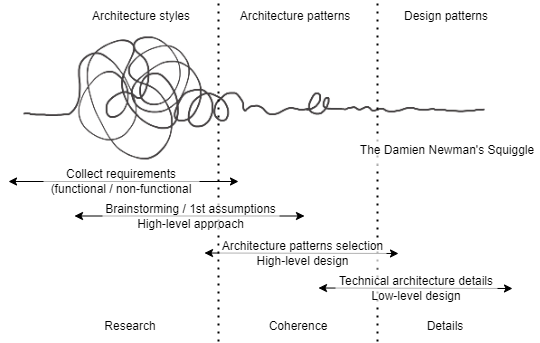 Architecture styles
Architecture patterns
Design patterns
The Damien Newman's Squiggle
Collect requirements
(functional / non-functional
Brainstorming / 1st assumptions
High-level approach
Architecture patterns selection
High-level design
Technical architecture details
Low-level design
Research
Coherence
Details